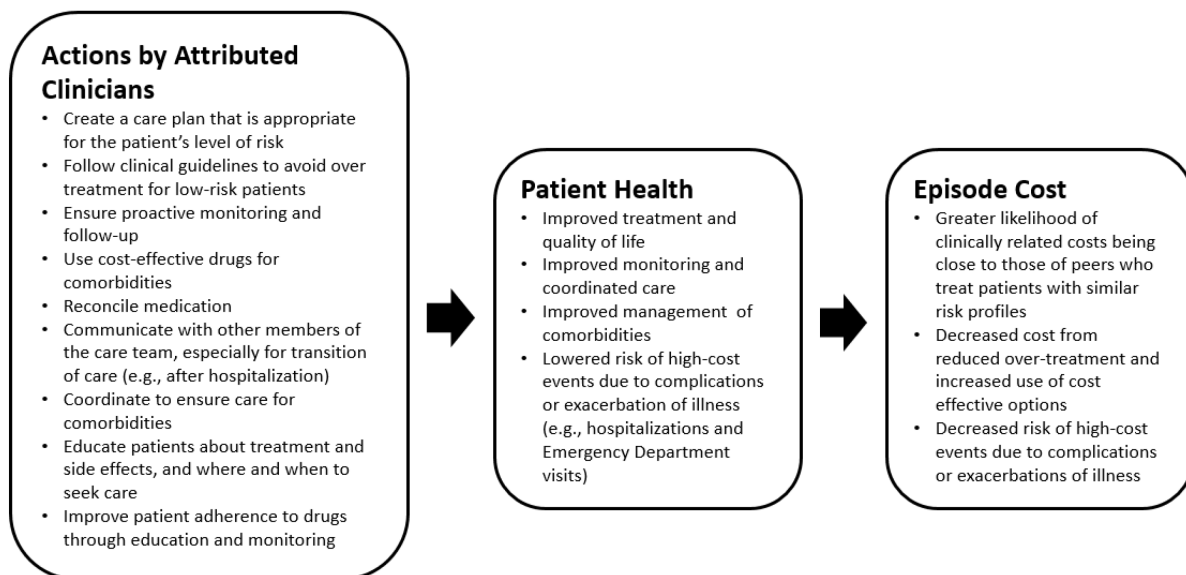 Actions by Attributed
Clinicians
• Create a care plan that is appropriate
for the patient's level of risk
• Follow clinical guidelines to avoid over
treatment for low-risk patients
• Ensure proactive monitoring and
follow-up
• Use cost-effective drugs for
comorbidities
• Reconcile medication
• Communicate with other members of
the care team, especially for transition
of care (e.g., after hospitalization)
• Coordinate to ensure care for
comorbidities
• Educate patients about treatment and
side effects, and where and when to
seek care
• Improve patient adherence to drugs
through education and monitoring
Patient Health
• Improved treatment and
quality of life
• Improved monitoring and
coordinated care
• Improved management of
comorbidities
• Lowered risk of high-cost
events due to complications
or exacerbation of illness
(e.g., hospitalizations and
Emergency Department
visits)
Episode Cost
• Greater likelihood of
clinically related costs being
close to those of peers who
treat patients with similar
risk profiles
• Decreased cost from
reduced over-treatment and
increased use of cost
effective options
• Decreased risk of high-cost
events due to complications
or exacerbations of illness